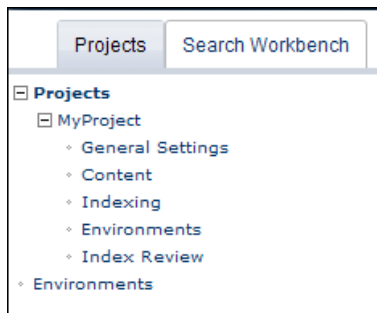 Projects Search Workbench
Projects
MyProject
General Settings
Content
Indexing
Environments
Index Review
Environments